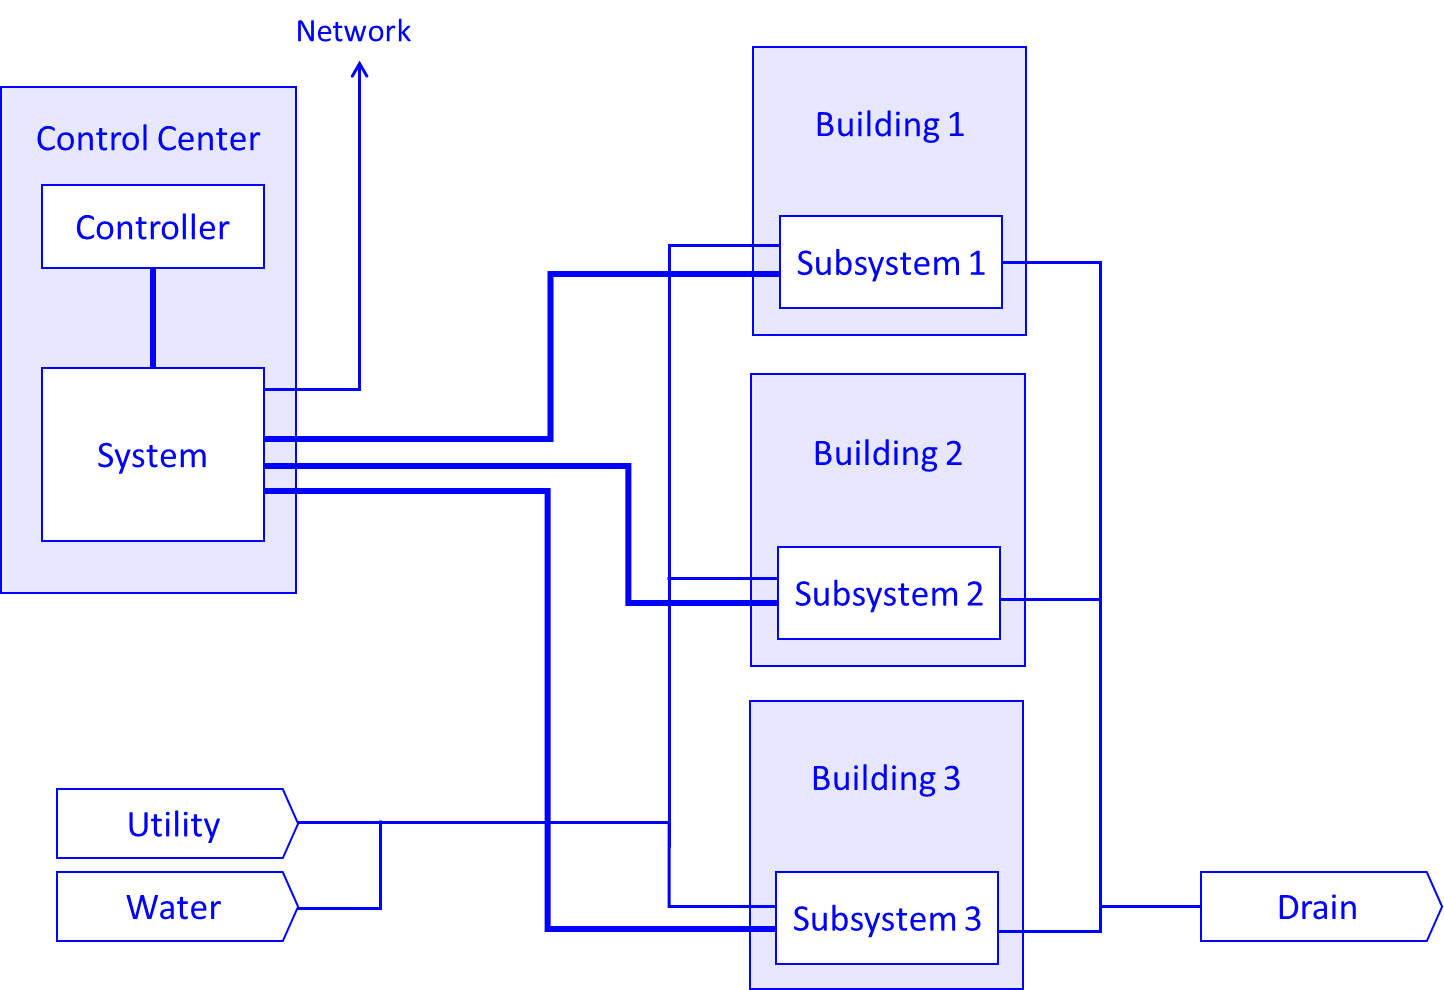 Network
Control Center
Controller
System
Building 1
Subsystem 1
Building 2
Subsystem 2
Building 3
Subsystem 3
Utility
Water
Drain